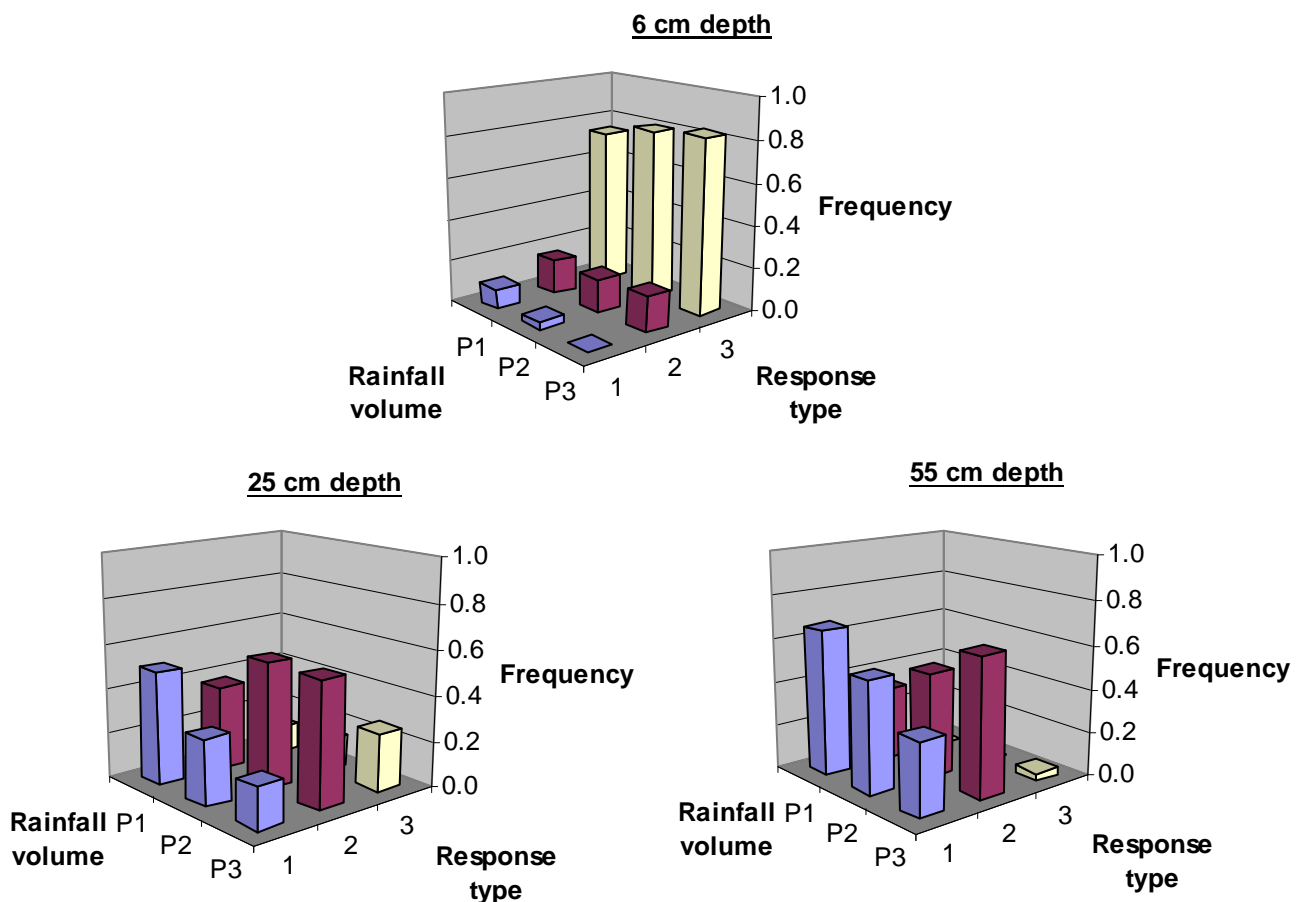 6 cm depth
1.0
0.8
0.6
0.4
0.2
0.0
Frequency
P1
P2
P3
Rainfall
volume
1
2
3
Response
type
25 cm depth
1.0
0.8
0.6
0.4
0.2
0.0
Frequency
P1
P2
P3
Rainfall
volume
1
2
3
Response
type
55 cm depth
1.0
0.8
0.6
0.4
0.2
0.0
Frequency
P1
P2
P3
Rainfall
volume
1
2
3
Response
type